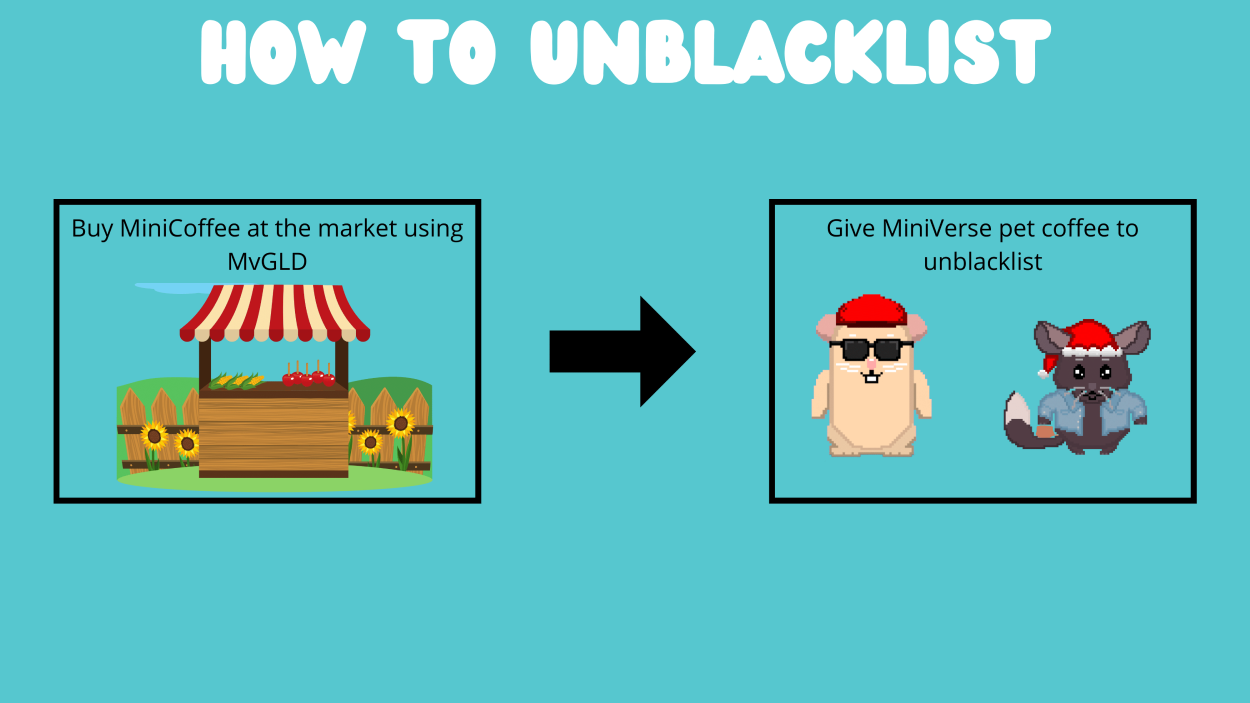 HOW TO UNBLACKLIST
Buy MiniCoffee at the market using
MvGLD
Give MiniVerse pet coffee to
unblacklist